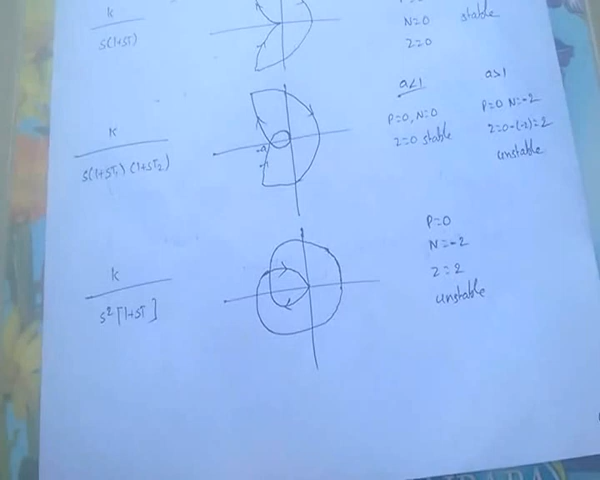 K
S(1+ST)
N=0 stable
Z=0
a<1 a>1
K
S(1+ST1)(1+ST2)
P=0, N=0
Z=0 stable
P=0 N=-2
Z=0-(-2)=2
unstable
K
S2[1+ST]
P=0
N=-2
Z=2
unstable